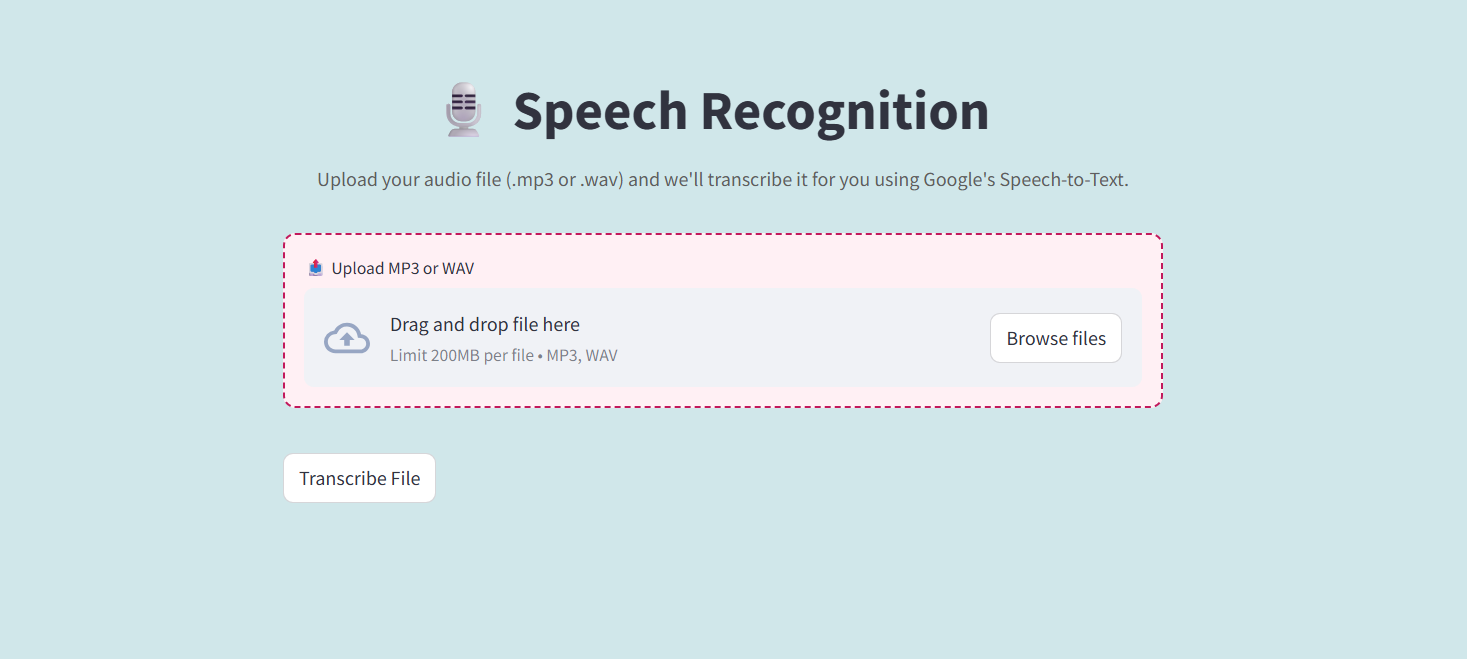 Speech Recognition
Upload your audio file (.mp3 or .wav) and we'll transcribe it for you using Google's Speech-to-Text.
Upload MP3 or WAV
Drag and drop file here
Limit 200MB per file • MP3, WAV
Browse files
Transcribe File